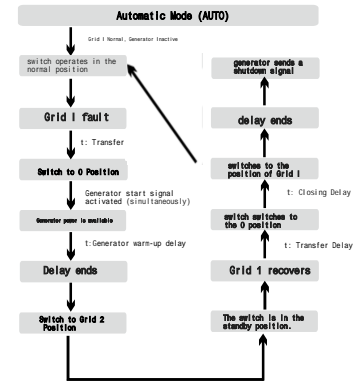 Automatic Mode (AUTO)
Grid I Normal, Generator Inactive
switch operates in the
normal position
Grid I fault
t: Transfer
Switch to 0 Position
Generator start signal
activated (simultaneously)
Generator power is available
t:Generator warm-up delay
Delay ends
Switch to Grid 2
Position
generator sends a
shutdown signal
delay ends
switches to the
position of Grid I
t: Closing Delay
switch switches to
the 0 position
t: Transfer Delay
Grid 1 recovers
The switch is in the
standby position.